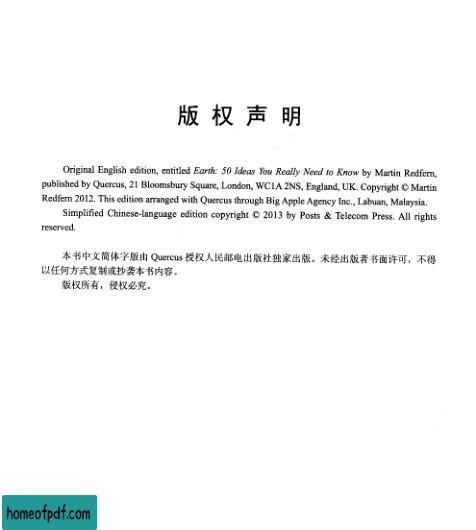 版权声明
Original English edition, entitled Earth: 50 Ideas You Really Need to Know by Martin Redfern,
published by Quercus, 21 Bloomsbury Square, London, WC1A 2NS, England, UK. Copyright © Martin
Redfern 2012. This edition arranged with Quercus through Big Apple Agency Inc., Labuan, Malaysia.
Simplified Chinese-language edition copyright © 2013 by Posts & Telecom Press. All rights
reserved.
本书中文简体字版由 Quercus 授权人民邮电出版社独家出版。未经出版者书面许可，不得
以任何方式复制或抄袭本书内容。
版权所有，侵权必究。
homeofpdf.com